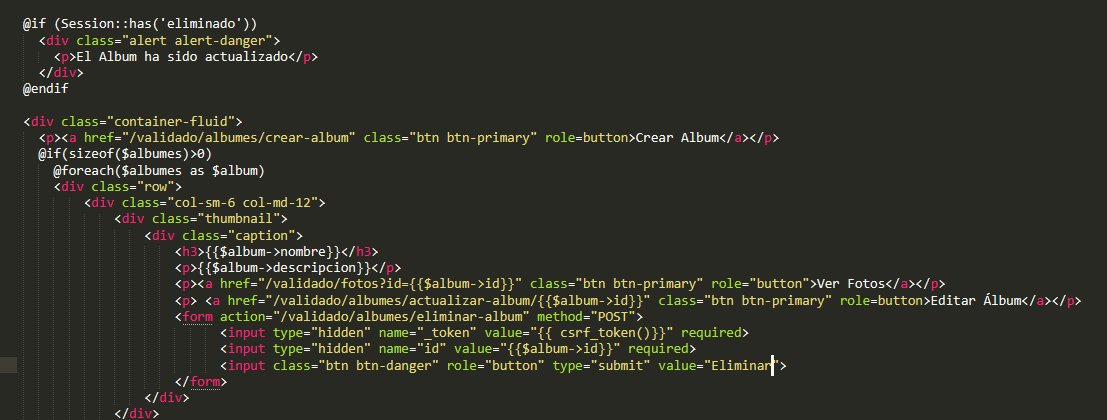 @if (Session::has('eliminado'))
<div class="alert alert-danger">
<p>El Album ha sido actualizado</p>
</div>
@endif
<div class="container-fluid">
<p><a href="/validado/albumes/crear-album" class="btn btn-primary" role=button>Crear Album</a></p>
@if(sizeof($albumes)>0)
@foreach($albumes as $album)
<div class="row">
<div class="col-sm-6 col-md-12">
<div class="thumbnail">
<div class="caption">
<h3>{{$album->nombre}}</h3>
<p>{{$album->descripcion}}</p>
<p><a href="/validado/fotos?id={{$album->id}}" class="btn btn-primary" role="button">Ver Fotos</a></p>
<p> <a href="/validado/albumes/actualizar-album/{{$album->id}}" class="btn btn-primary" role=button>Editar Álbum</a></p>
<form action="/validado/albumes/eliminar-album" method="POST">
<input type="hidden" name="_token" value="{{ csrf_token()}}" required>
<input type="hidden" name="id" value="{{$album->id}}" required>
<input class="btn btn-danger" role="button" type="submit" value="Eliminar">
</form>
</div>
</div>